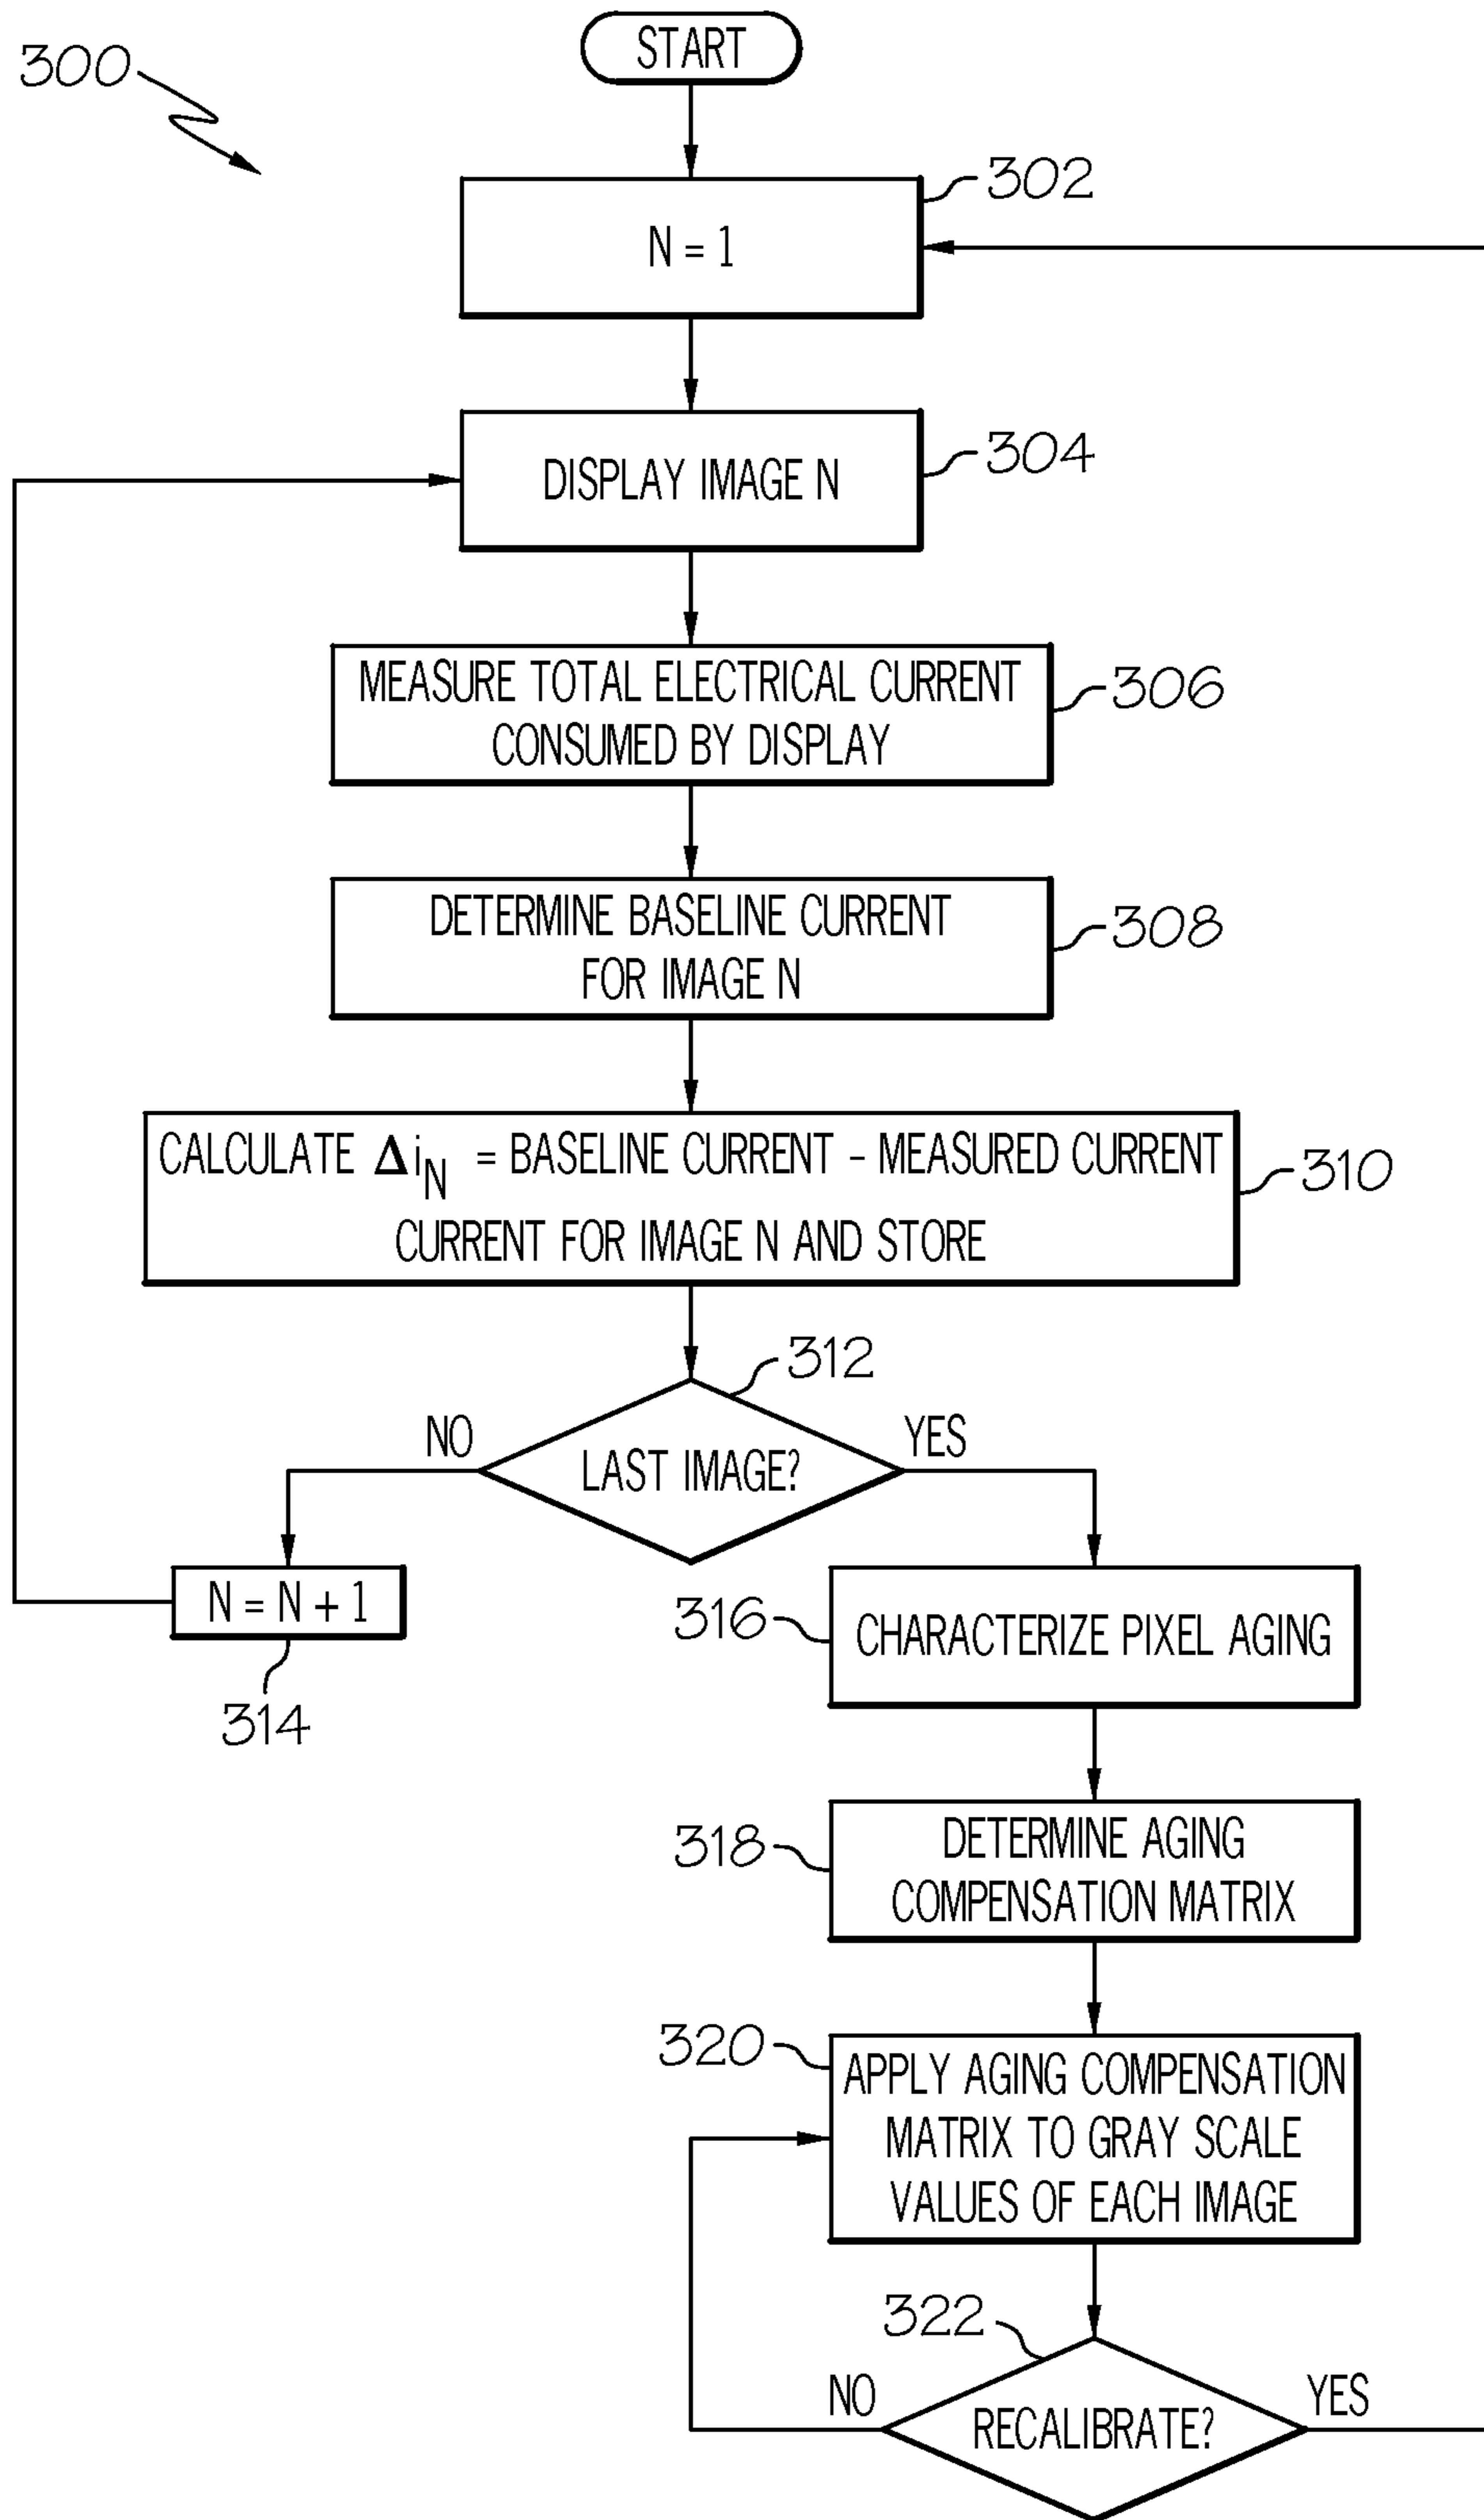 300
START
302
N = 1
304
DISPLAY IMAGE N
306
MEASURE TOTAL ELECTRICAL CURRENT
CONSUMED BY DISPLAY
308
DETERMINE BASELINE CURRENT
FOR IMAGE N
310
CALCULATE Δi_N = BASELINE CURRENT - MEASURED CURRENT
CURRENT FOR IMAGE N AND STORE
312
NO
YES
LAST IMAGE?
N = N + 1
314
316
CHARACTERIZE PIXEL AGING
318
DETERMINE AGING
COMPENSATION MATRIX
320
APPLY AGING COMPENSATION
MATRIX TO GRAY SCALE
VALUES OF EACH IMAGE
322
NO
YES
RECALIBRATE?